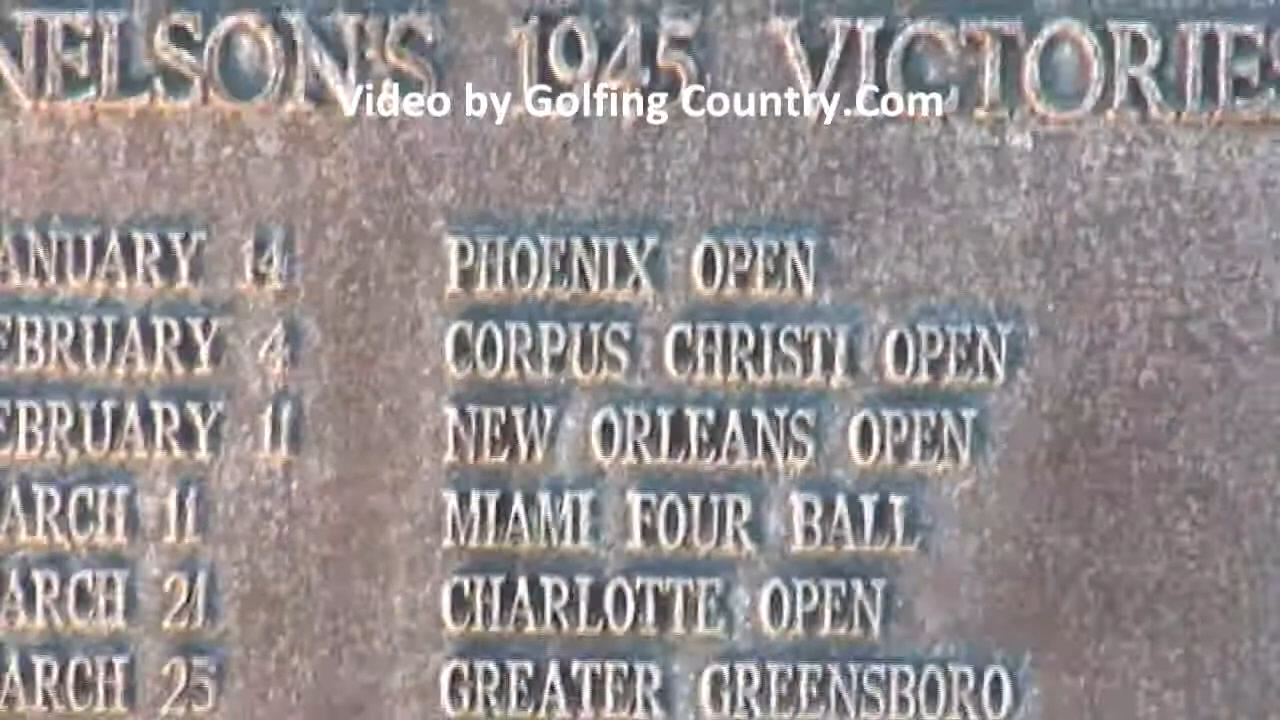 NELSON'S 1945 VICTORIES
Video by Golfing Country.Com
ANUARY 14 PHOENIX OPEN
EBRUARY 4 CORPUS CHRISTI OPEN
EBRUARY 11 NEW ORLEANS OPEN
ARCH 11 MIAMI FOUR BALL
ARCH 21 CHARLOTTE OPEN
ARCH 25 GREATER GREENSBORO